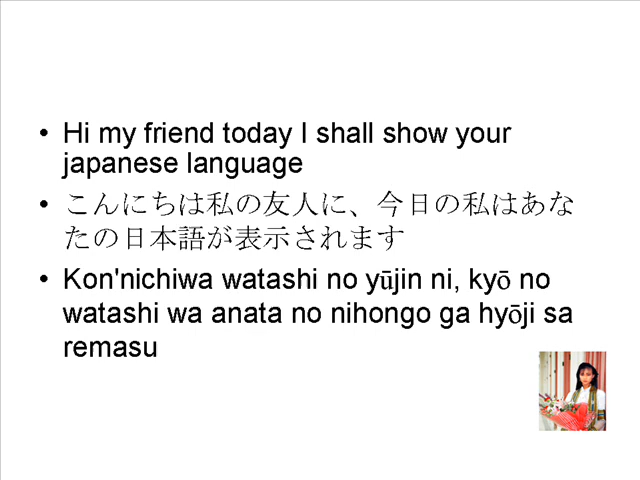 • Hi my friend today I shall show your
japanese language
• こんにちは私の友人に、今日の私はあな
たの日本語が表示されます
• Kon'nichiwa watashi no yūjin ni, kyō no
watashi wa anata no nihongo ga hyōji sa
remasu